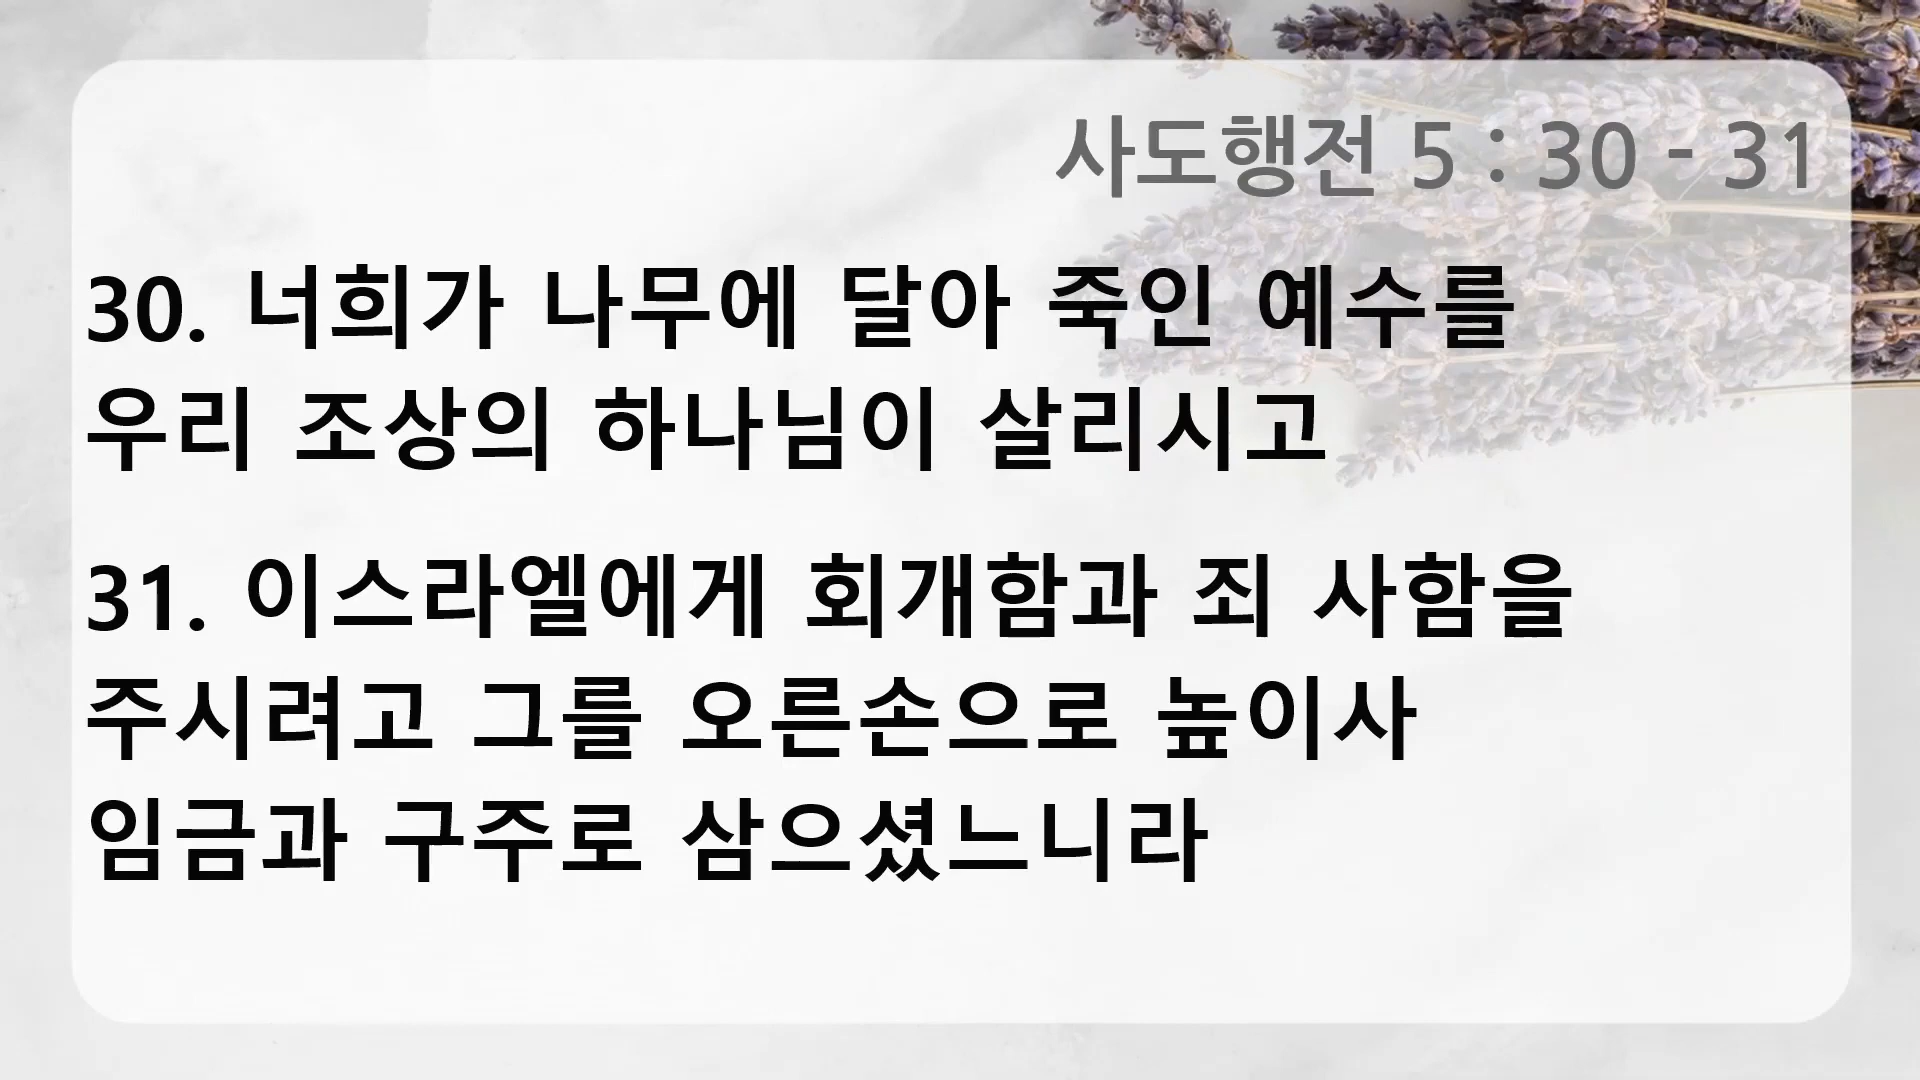 사도행전 5 : 30 - 31
30. 너희가 나무에 달아 죽인 예수를
우리 조상의 하나님이 살리시고
31. 이스라엘에게 회개함과 죄 사함을
주시려고 그를 오른손으로 높이사
임금과 구주로 삼으셨느니라